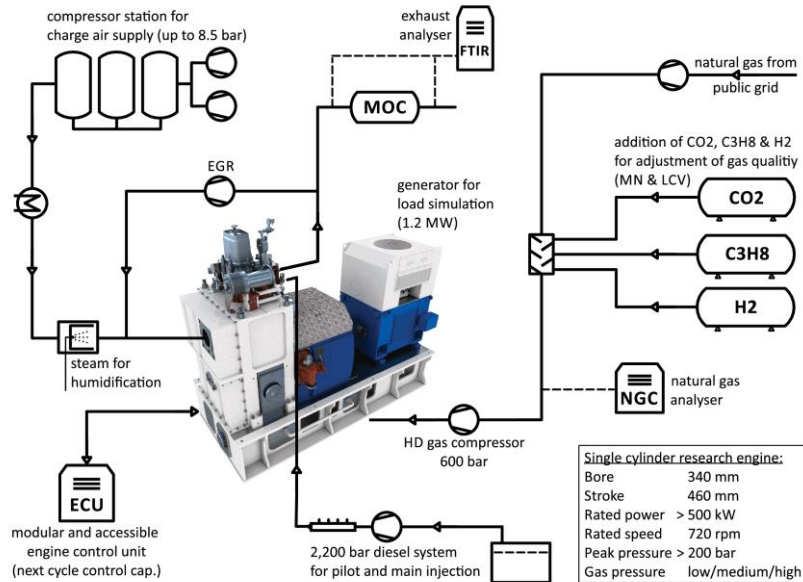 compressor station for
charge air supply (up to 8.5 bar)
exhaust
analyser
FTIR
natural gas from
public grid
MOC
EGR
generator for
load simulation
(1.2 MW)
addition of CO2, C3H8 & H2
for adjustment of gas qualitiy
(MN & LCV)
CO2
C3H8
H2
steam for
humidification
NGC
natural gas
analyser
HD gas compressor
600 bar
ECU
modular and accessible
engine control unit
(next cycle control cap.)
2,200 bar diesel system
for pilot and main injection
Single cylinder research engine:
Bore 340 mm
Stroke 460 mm
Rated power > 500 kW
Rated speed 720 rpm
Peak pressure > 200 bar
Gas pressure low/medium/high